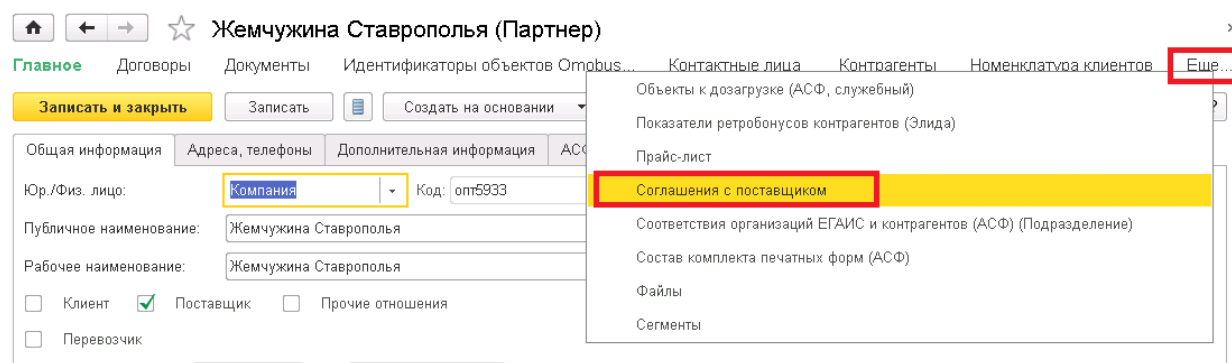 Жемчужина Ставрополья (Партнер)
Главное Договоры Документы Идентификаторы объектов Omobus... Контактные лица Контрагенты Номенклатура клиентов Еще...
Записать и закрыть Записать Создать на основании
Объекты к дозагрузке (АСФ, служебный)
Показатели ретробонусов контрагентов (Элида)
Прайс-лист
Соглашения с поставщиком
Соответствия организаций ЕГАИС и контрагентов (АСФ) (Подразделение)
Состав комплекта печатных форм (АСФ)
Файлы
Сегменты
Общая информация Адреса, телефоны Дополнительная информация
Юр./Физ. лицо: Компания Код: опт5933
Публичное наименование: Жемчужина Ставрополья
Рабочее наименование: Жемчужина Ставрополья
Клиент Поставщик Прочие отношения
Перевозчик